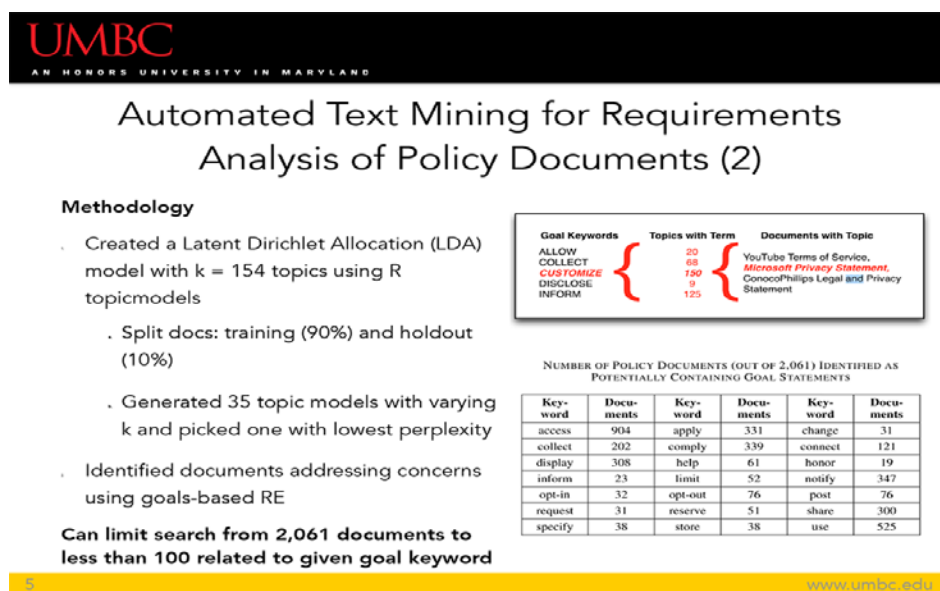 UMBC
AN HONORS UNIVERSITY IN MARYLAND
Automated Text Mining for Requirements
Analysis of Policy Documents (2)
Methodology
Created a Latent Dirichlet Allocation (LDA)
model with k = 154 topics using R
topicmodels
Split docs: training (90%) and holdout
(10%)
Generated 35 topic models with varying
k and picked one with lowest perplexity
Identified documents addressing concerns
using goals-based RE
Can limit search from 2,061 documents to
less than 100 related to given goal keyword
Goal Keywords Topics with Term Documents with Topic
ALLOW 20
COLLECT 68
CUSTOMIZE 150
DISCLOSE 9
INFORM 125
YouTube Terms of Service,
Microsoft Privacy Statement,
ConocoPhillips Legal and Privacy
Statement
NUMBER OF POLICY DOCUMENTS (OUT OF 2,061) IDENTIFIED AS
POTENTIALLY CONTAINING GOAL STATEMENTS
Key- Docu- Key- Docu- Key- Docu-
word ments word ments word ments
access 904 apply 331 change 31
collect 202 comply 339 connect 121
display 308 help 61 honor 19
inform 23 limit 52 notify 347
opt-in 32 opt-out 76 post 76
request 31 reserve 51 share 300
specify 38 store 38 use 525
5 www.umbc.edu